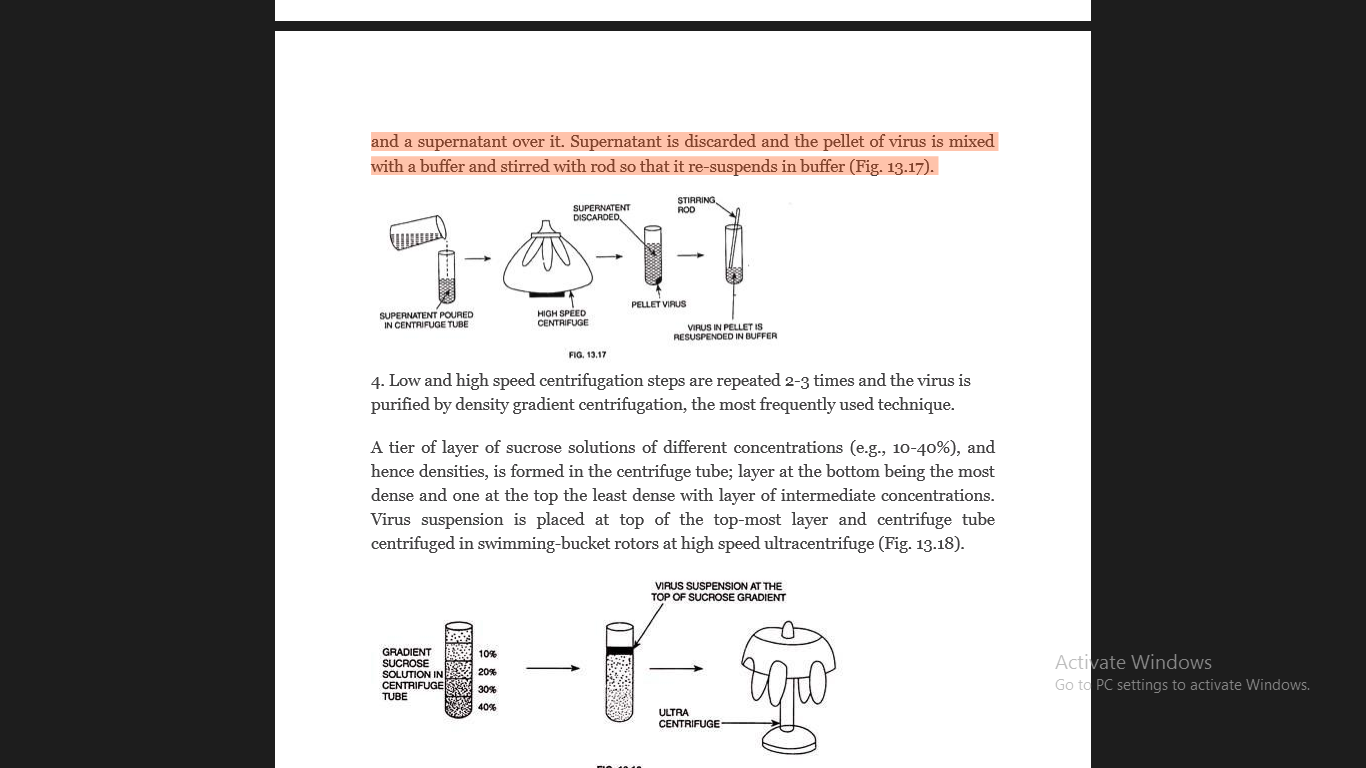 and a supernatant over it. Supernatant is discarded and the pellet of virus is mixed
with a buffer and stirred with rod so that it re-suspends in buffer (Fig. 13.17).
SUPERNATENT
DISCARDED
STIRRING
ROD
SUPERNATENT POURED
IN CENTRIFUGE TUBE
HIGH SPEED
CENTRIFUGE
PELLET VIRUS
VIRUS IN PELLET IS
RESUSPENDED IN BUFFER
FIG. 13.17
4. Low and high speed centrifugation steps are repeated 2-3 times and the virus is
purified by density gradient centrifugation, the most frequently used technique.
A tier of layer of sucrose solutions of different concentrations (e.g., 10-40%), and
hence densities, is formed in the centrifuge tube; layer at the bottom being the most
dense and one at the top the least dense with layer of intermediate concentrations.
Virus suspension is placed at top of the top-most layer and centrifuge tube
centrifuged in swimming-bucket rotors at high speed ultracentrifuge (Fig. 13.18).
VIRUS SUSPENSION AT THE
TOP OF SUCROSE GRADIENT
GRADIENT
SUCROSE
SOLUTION IN
CENTRIFUGE
TUBE
10%
20%
30%
40%
ULTRA
CENTRIFUGE
Activate Windows
Go to PC settings to activate Windows.